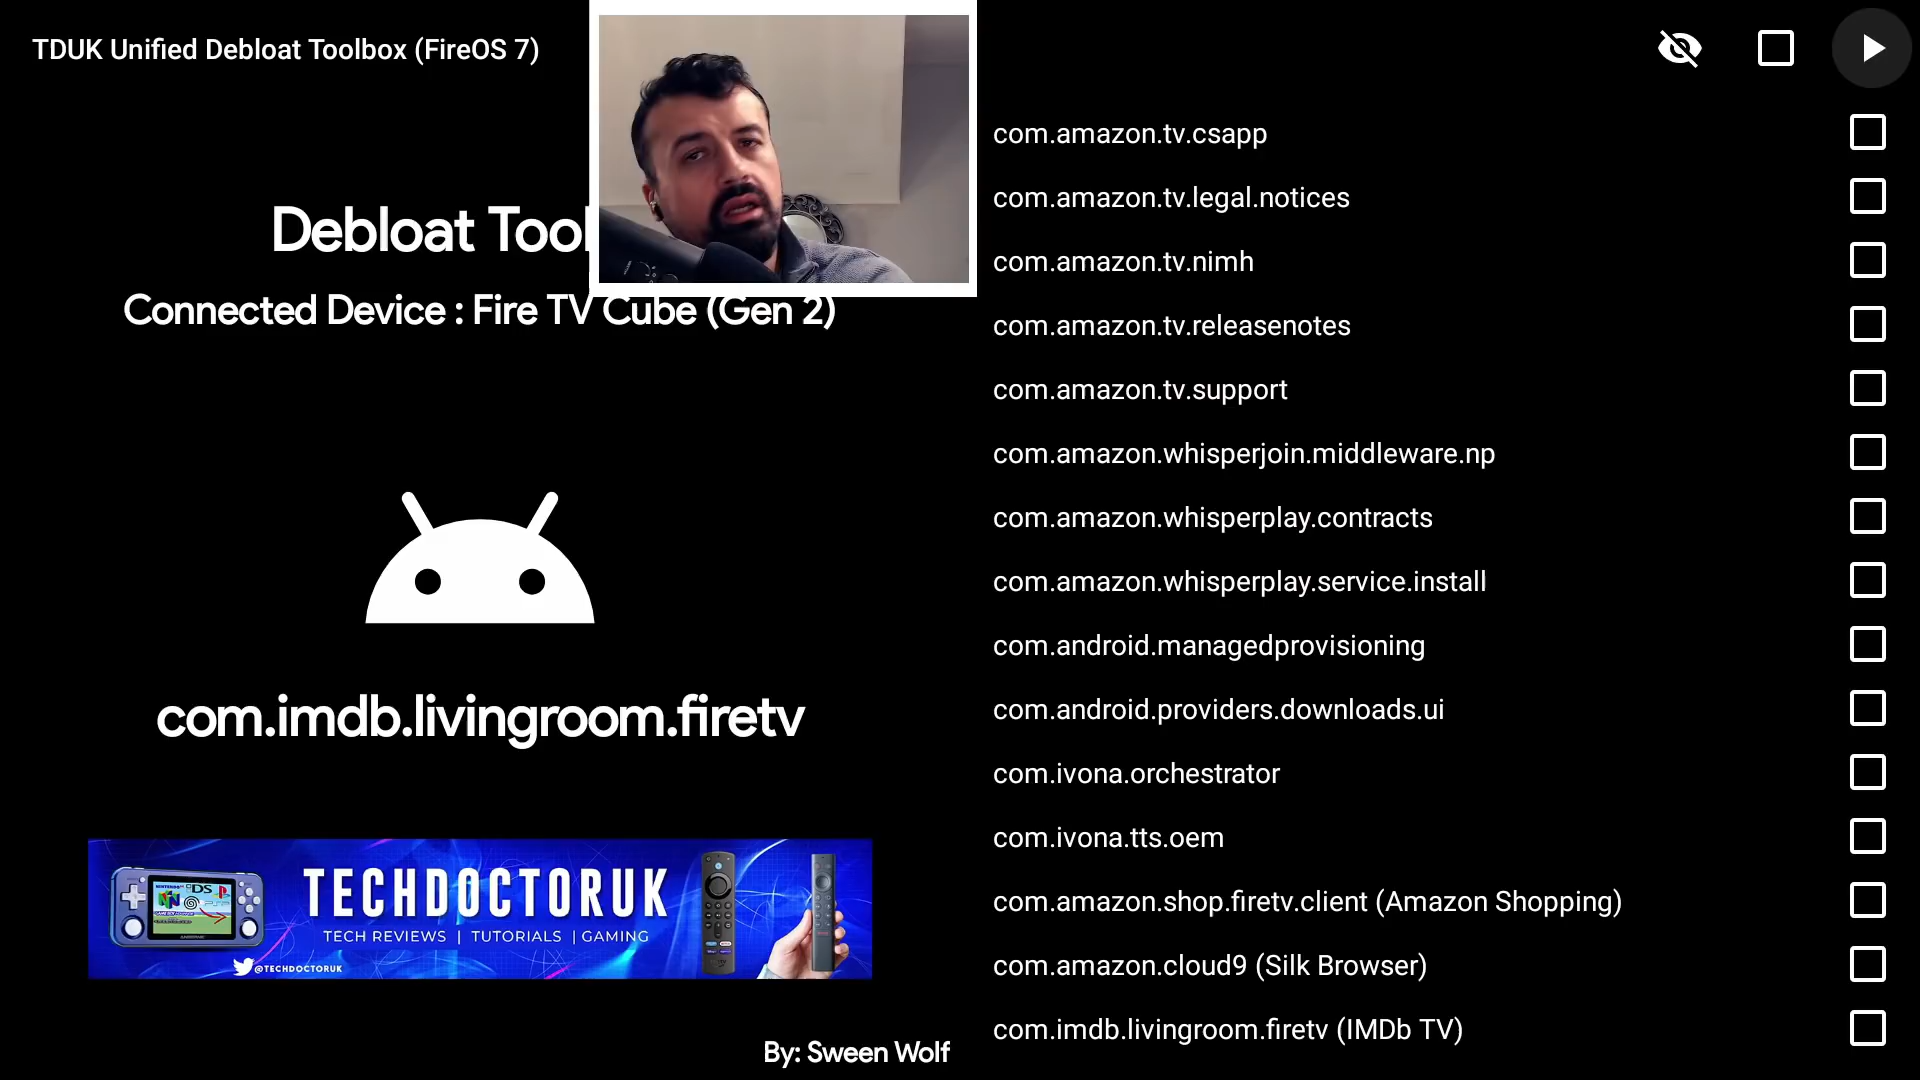 TDUK Unified Debloat Toolbox (FireOS 7)
Debloat Tool
Connected Device : Fire TV Cube (Gen 2)
com.imdb.livingroom.firetv
TECHDOCTORUK
TECH REVIEWS | TUTORIALS | GAMING
@TECHDOCTORUK
By: Sween Wolf
com.amazon.tv.csapp
com.amazon.tv.legal.notices
com.amazon.tv.nimh
com.amazon.tv.releasenotes
com.amazon.tv.support
com.amazon.whisperjoin.middleware.np
com.amazon.whisperplay.contracts
com.amazon.whisperplay.service.install
com.android.managedprovisioning
com.android.providers.downloads.ui
com.ivona.orchestrator
com.ivona.tts.oem
com.amazon.shop.firetv.client (Amazon Shopping)
com.amazon.cloud9 (Silk Browser)
com.imdb.livingroom.firetv (IMDb TV)